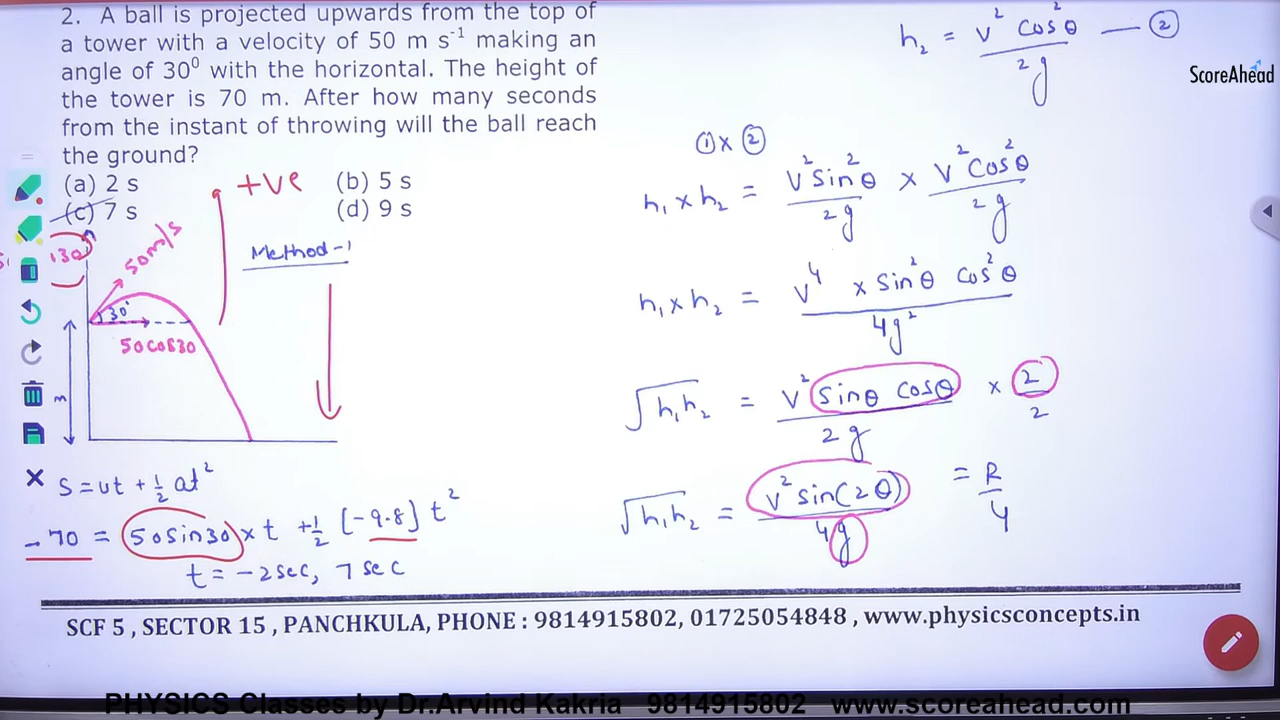 2. A ball is projected upwards from the top of
a tower with a velocity of 50 m s⁻¹ making an
angle of 30⁰ with the horizontal. The height of
the tower is 70 m. After how many seconds
from the instant of throwing will the ball reach
the ground?
(a) 2 s
(b) 5 s
(c) 7 s
(d) 9 s
+ve
Method-1
50m/s
30°
50cos30
m
S = ut + ½ at²
-70 = 50sin30 × t + ½ [-9.8] t²
t = -2sec, 7 sec
h₂ = v² cos²θ / 2g — ②
ScoreAhead
① × ②
h₁ × h₂ = v² sin²θ / 2g × v² cos²θ / 2g
h₁ × h₂ = v⁴ × sin²θ cos²θ / 4g²
√h₁h₂ = v² sinθ cosθ / 2g × 2/2
√h₁h₂ = v² sin(2θ) / 4g = R/4
SCF 5 , SECTOR 15 , PANCHKULA, PHONE : 9814915802, 01725054848 , www.physicsconcepts.in
PHYSICS Classes by Dr.Arvind Kakria 9814915802 www.scoreahead.com